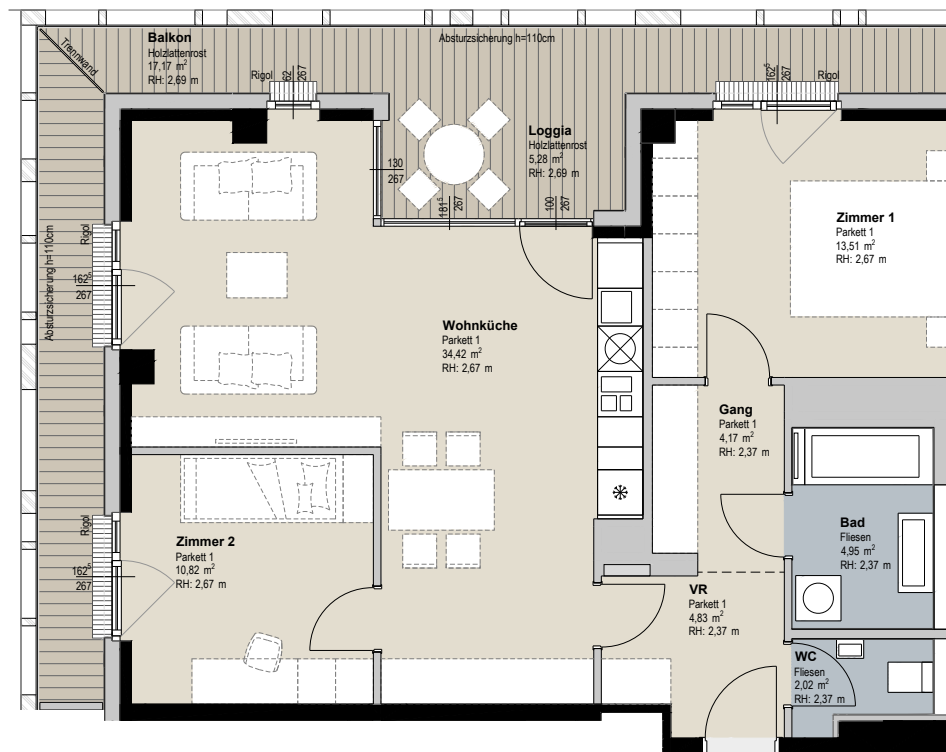 Balkon
Holzlattenrost
17,17 m²
RH: 2,69 m
Trennwand
Absturzsicherung h=110cm
Rigol
62
267
162⁵
267
Rigol
Loggia
Holzlattenrost
5,28 m²
RH: 2,69 m
130
267
181⁵
267
100
267
Zimmer 1
Parkett 1
13,51 m²
RH: 2,67 m
Absturzsicherung h=110cm
Rigol
162⁵
267
Wohnküche
Parkett 1
34,42 m²
RH: 2,67 m
Gang
Parkett 1
4,17 m²
RH: 2,37 m
Rigol
162⁵
267
Zimmer 2
Parkett 1
10,82 m²
RH: 2,67 m
Bad
Fliesen
4,95 m²
RH: 2,37 m
VR
Parkett 1
4,83 m²
RH: 2,37 m
WC
Fliesen
2,02 m²
RH: 2,37 m